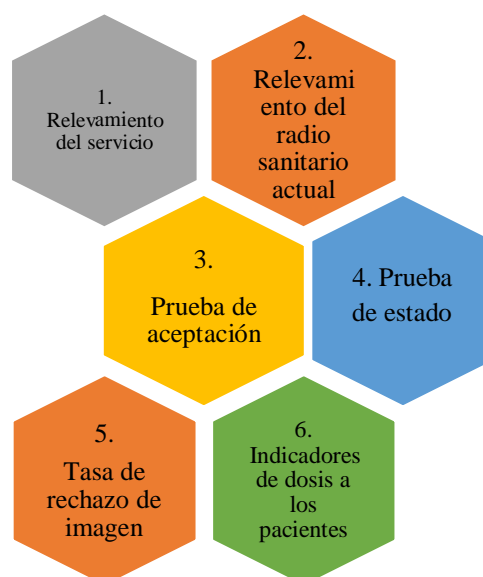 1.
Relevamiento
del servicio
2.
Relevami
ento del
radio
sanitario
actual
3.
Prueba de
aceptación
4. Prueba
de estado
5.
Tasa de
rechazo de
imagen
6.
Indicadores
de dosis a
los
pacientes